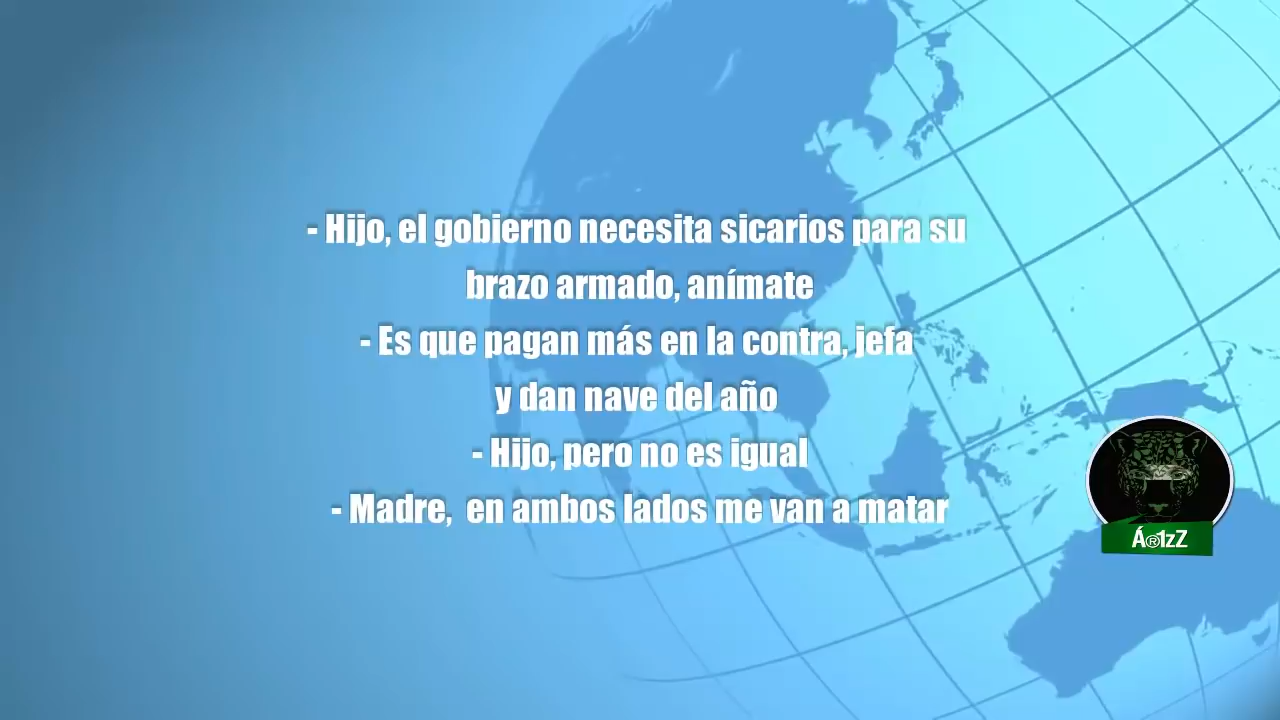 - Hijo, el gobierno necesita sicarios para su
brazo armado, anímate
- Es que pagan más en la contra, jefa
y dan nave del año
- Hijo, pero no es igual
- Madre,  en ambos lados me van a matar
Á®1zZ